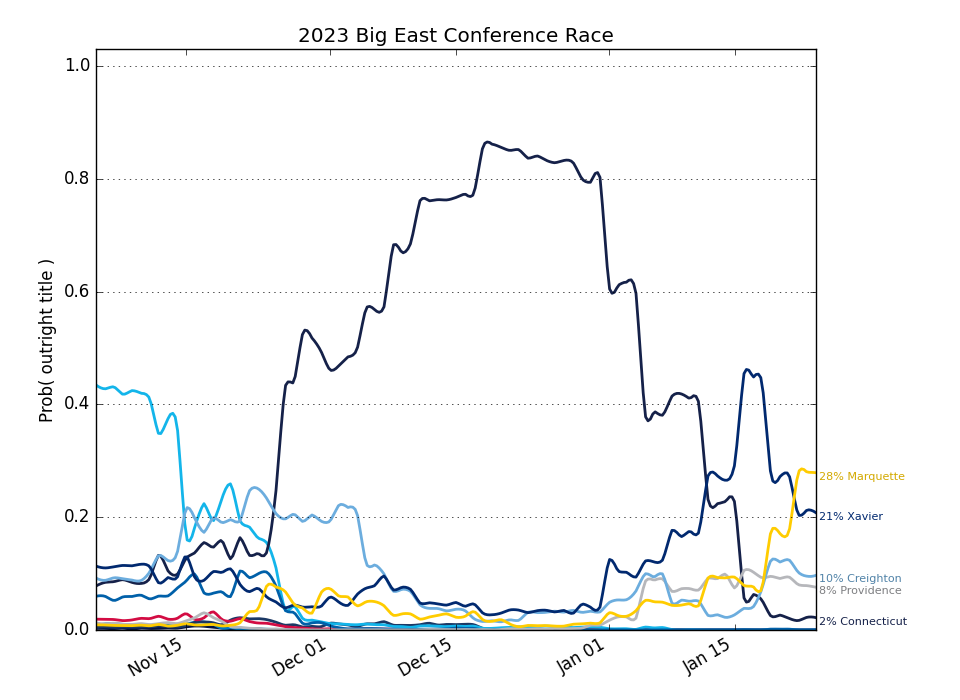 2023 Big East Conference Race
Prob( outright title )
1.0
0.8
0.6
0.4
0.2
0.0
28% Marquette
21% Xavier
10% Creighton
8% Providence
2% Connecticut
Nov 15
Dec 01
Dec 15
Jan 01
Jan 15